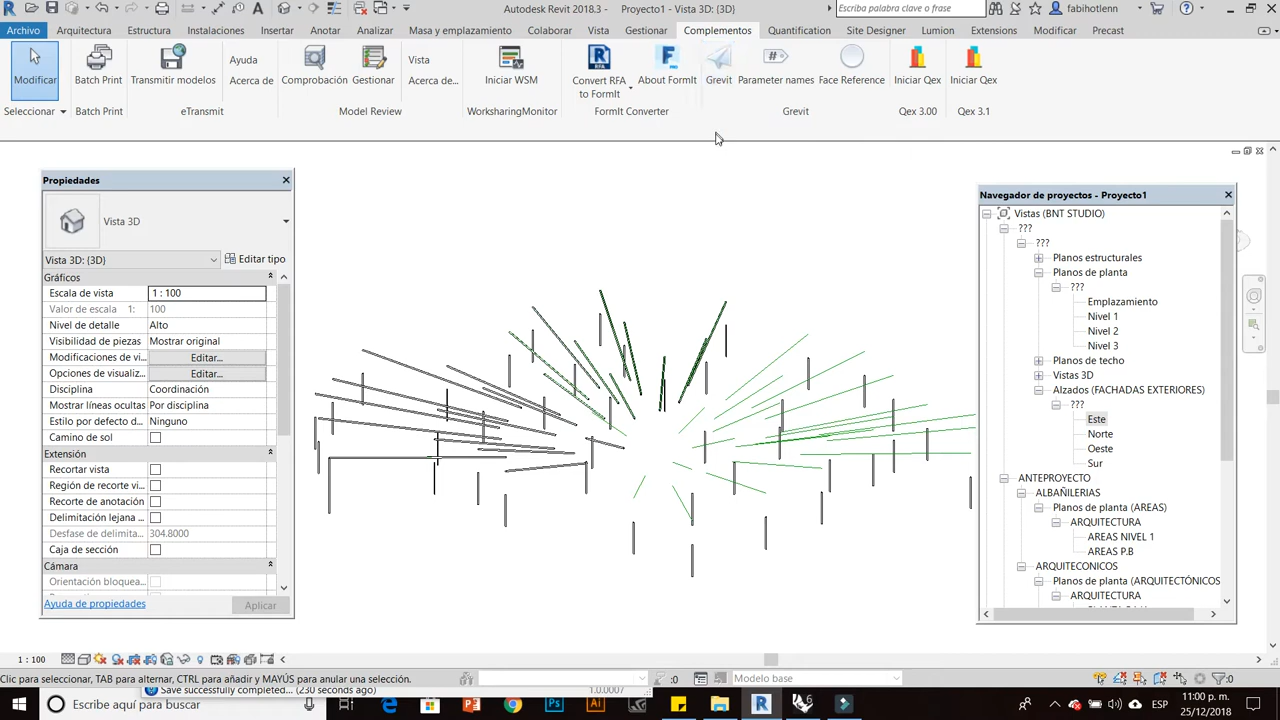 Autodesk Revit 2018.3 - Proyecto1 - Vista 3D: {3D}
Escriba palabra clave o frase
fabihotlenn
Archivo Arquitectura Estructura Instalaciones Insertar Anotar Analizar Masa y emplazamiento Colaborar Vista Gestionar Complementos Quantification Site Designer Lumion Extensions Modificar Precast
Modificar
Batch Print
Transmitir modelos
Ayuda
Acerca de
Comprobación
Gestionar
Vista
Acerca de...
Iniciar WSM
Convert RFA
to FormIt
About FormIt
Grevit
Parameter names
Face Reference
Iniciar Qex
Iniciar Qex
Seleccionar
Batch Print
eTransmit
Model Review
WorksharingMonitor
FormIt Converter
Grevit
Qex 3.00
Qex 3.1
Propiedades
Vista 3D
Vista 3D: {3D}
Editar tipo
Gráficos
Escala de vista 1 : 100
Valor de escala 1: 100
Nivel de detalle Alto
Visibilidad de piezas Mostrar original
Modificaciones de vi... Editar...
Opciones de visualiz... Editar...
Disciplina Coordinación
Mostrar líneas ocultas Por disciplina
Estilo por defecto d... Ninguno
Camino de sol
Extensión
Recortar vista
Región de recorte vi...
Recorte de anotación
Delimitación lejana ...
Desfase de delimita... 304.8000
Caja de sección
Cámara
Orientación bloquea...
Ayuda de propiedades
Aplicar
Navegador de proyectos - Proyecto1
Vistas (BNT STUDIO)
???
???
Planos estructurales
Planos de planta
???
Emplazamiento
Nivel 1
Nivel 2
Nivel 3
Planos de techo
Vistas 3D
Alzados (FACHADAS EXTERIORES)
???
Este
Norte
Oeste
Sur
ANTEPROYECTO
ALBAÑILERIAS
Planos de planta (AREAS)
ARQUITECTURA
AREAS NIVEL 1
AREAS P.B
ARQUITECONICOS
Planos de planta (ARQUITECTÓNICOS
ARQUITECTURA
1 : 100
Clic para seleccionar, TAB para alternar, CTRL para añadir y MAYÚS para anular una selección.
:0
Modelo base
:0
Save successfully completed... (230 seconds ago)
1.0.0007
Escribe aquí para buscar
ESP
11:00 p. m.
25/12/2018